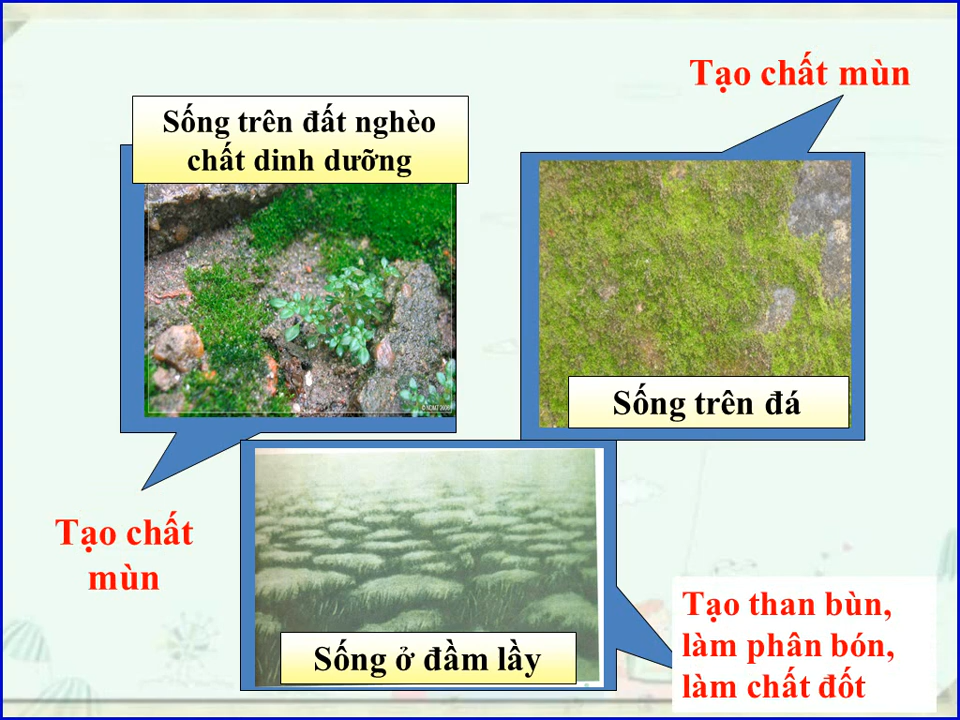 Tạo chất mùn
Sống trên đất nghèo
chất dinh dưỡng
Sống trên đá
Tạo chất
mùn
Sống ở đầm lầy
Tạo than bùn,
làm phân bón,
làm chất đốt